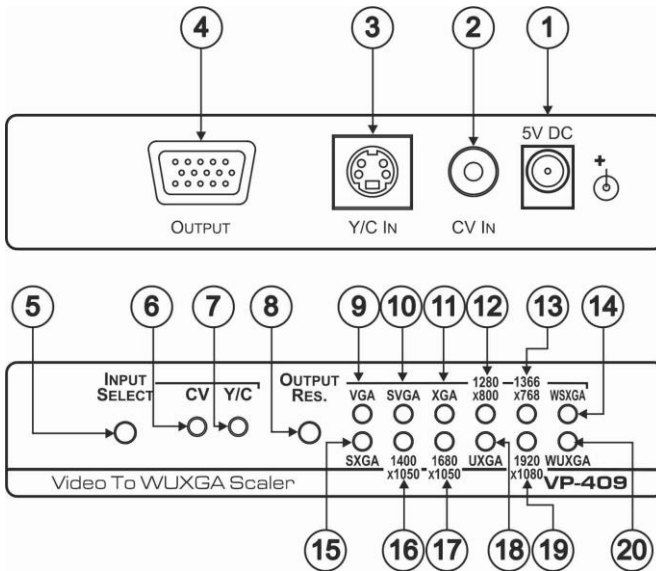 4 3 2 1
5V DC
+
OUTPUT Y/C IN CV IN
5 6 7 8 9 10 11 12 13 14
INPUT SELECT
CV Y/C
OUTPUT RES.
VGA SVGA XGA 1280 x800 1366 x768 WSXGA
SXGA 1400 x1050 1680 x1050 UXGA 1920 x1080 WUXGA
Video To WUXGA Scaler VP-409
15 16 17 18 19 20